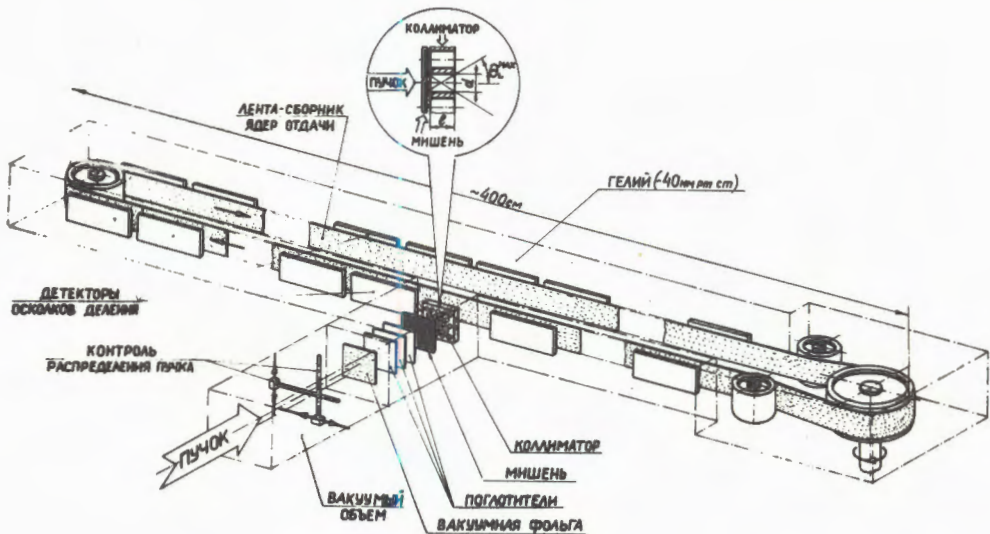 КОЛЛИМАТОР
ПУЧОК
d
l
МИШЕНЬ
ЛЕНТА-СБОРНИК
ЯДЕР ОТДАЧИ
ГЕЛИЙ (~40мм рт ст)
~400см
ДЕТЕКТОРЫ
ОСКОЛКОВ ДЕЛЕНИЯ
КОНТРОЛЬ
РАСПРЕДЕЛЕНИЯ ПУЧКА
ПУЧОК
КОЛЛИМАТОР
МИШЕНЬ
ВАКУУМЫЙ
ОБЪЕМ
ПОГЛОТИТЕЛИ
ВАКУУМНАЯ ФОЛЬГА